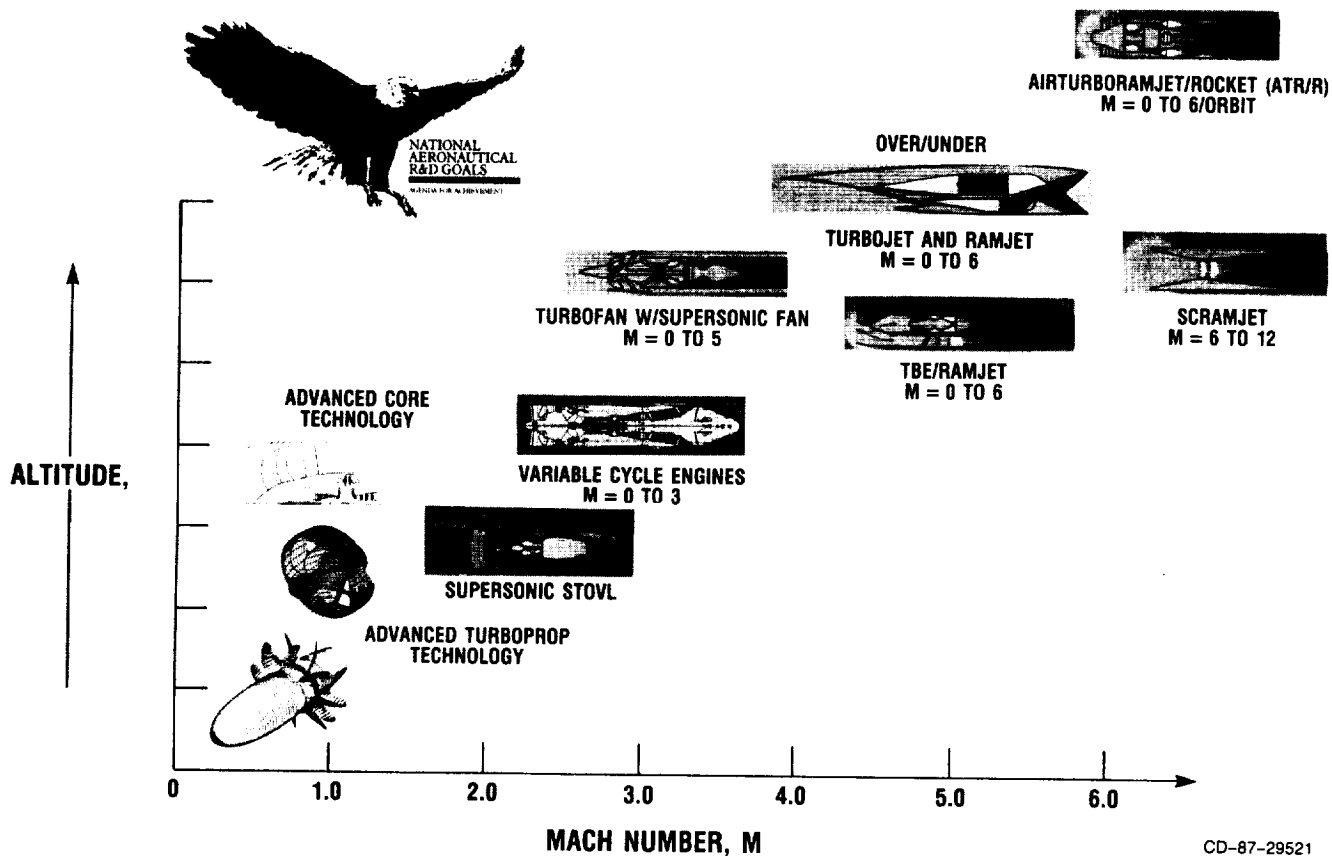 AIRTURBORAMJET/ROCKET (ATR/R)
M = 0 TO 6/ORBIT
NATIONAL
AERONAUTICAL
R&D GOALS
AGENDA FOR ACHIEVEMENT
OVER/UNDER
TURBOJET AND RAMJET
M = 0 TO 6
TURBOFAN W/SUPERSONIC FAN
M = 0 TO 5
SCRAMJET
M = 6 TO 12
TBE/RAMJET
M = 0 TO 6
ADVANCED CORE
TECHNOLOGY
ALTITUDE,
VARIABLE CYCLE ENGINES
M = 0 TO 3
SUPERSONIC STOVL
ADVANCED TURBOPROP
TECHNOLOGY
0 1.0 2.0 3.0 4.0 5.0 6.0
MACH NUMBER, M
CD-87-29521